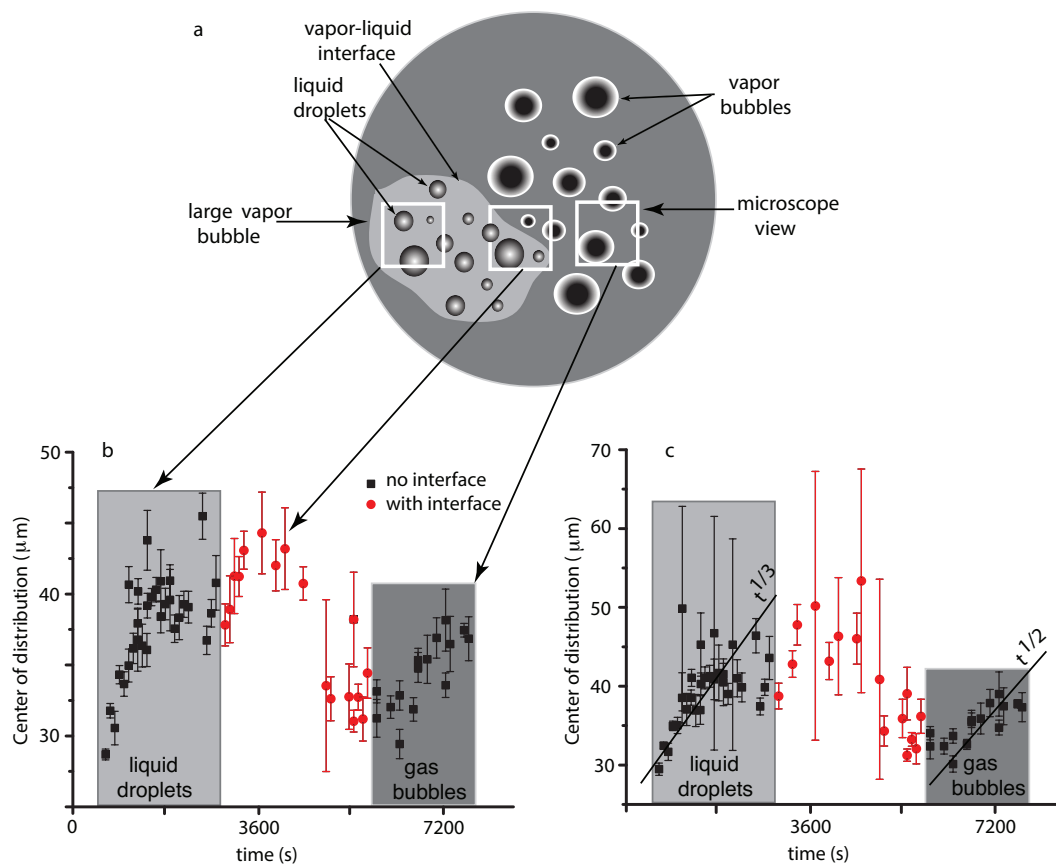 a
vapor-liquid
interface
liquid
droplets
vapor
bubbles
large vapor
bubble
microscope
view
b
50
40
30
Center of distribution (μm)
no interface
with interface
liquid
droplets
gas
bubbles
0
3600
7200
time (s)
c
70
60
50
40
30
Center of distribution (μm)
t 1/3
t 1/2
liquid
droplets
gas
bubbles
3600
7200
time (s)